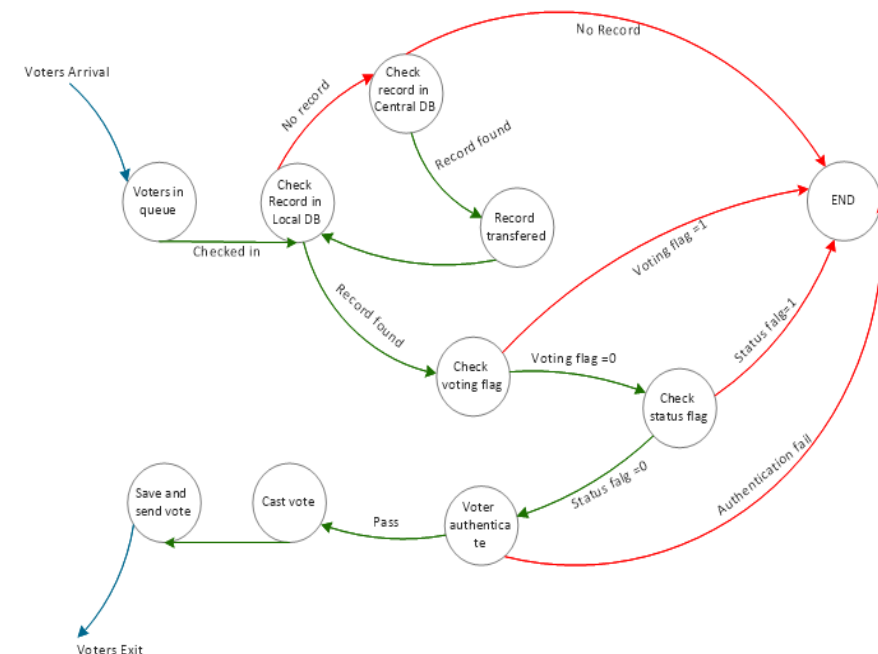 No Record
Voters Arrival
Check
record in
Central DB
No record
Record found
Voters in
queue
Check
Record in
Local DB
Record
transfered
END
Checked in
Voting flag =1
Record found
Status falg=1
Voting flag =0
Check
voting flag
Check
status flag
Status falg =0
Authentication fail
Save and
send vote
Cast vote
Pass
Voter
authentica
te
Voters Exit